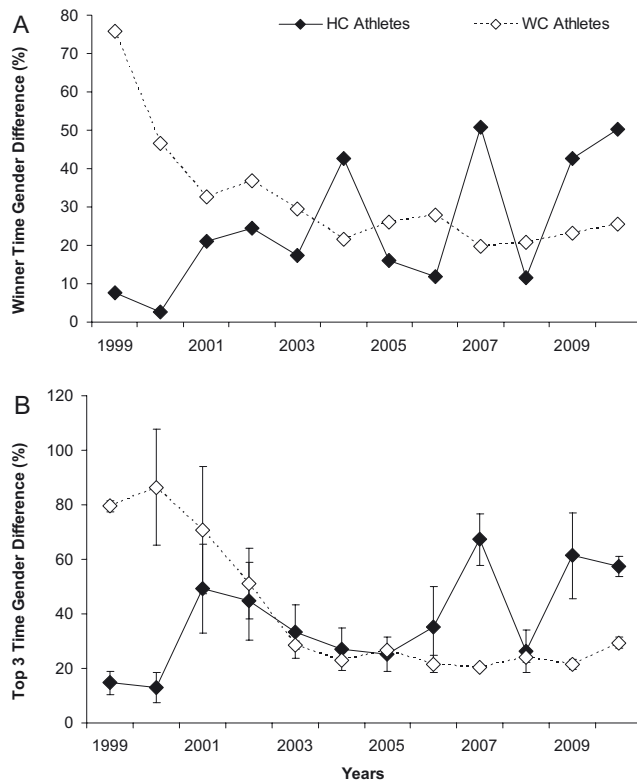 A
HC Athletes
WC Athletes
Winner Time Gender Difference (%)
80
70
60
50
40
30
20
10
0
1999 2001 2003 2005 2007 2009
B
Top 3 Time Gender Difference (%)
120
100
80
60
40
20
0
1999 2001 2003 2005 2007 2009
Years